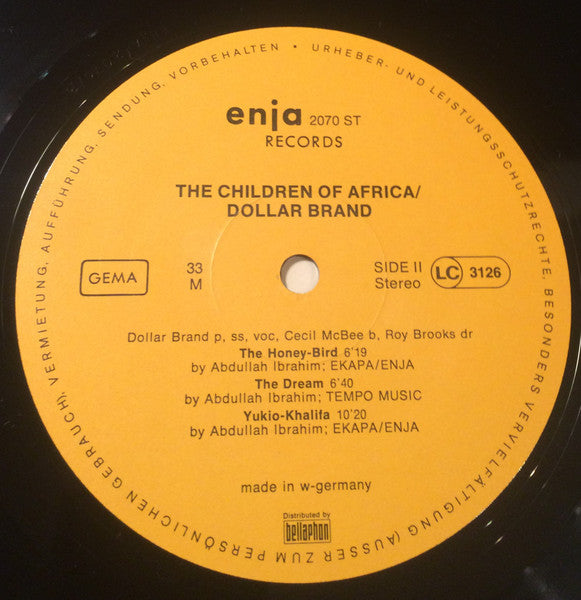 URHEBER- UND LEISTUNGSSCHUTZRECHTE, BESONDERS VERVIELFÄLTIGUNG (AUSSER ZUM PERSÖNLICHEN GEBRAUCH), VERMIETUNG, AUFFÜHRUNG, SENDUNG, VORBEHALTEN •
enja 2070 ST
RECORDS
THE CHILDREN OF AFRICA/
DOLLAR BRAND
GEMA
33
M
SIDE II
Stereo
LC 3126
Dollar Brand p, ss, voc, Cecil McBee b, Roy Brooks dr
The Honey-Bird 6'19
by Abdullah Ibrahim; EKAPA/ENJA
The Dream 6'40
by Abdullah Ibrahim; TEMPO MUSIC
Yukio-Khalifa 10'20
by Abdullah Ibrahim; EKAPA/ENJA
made in w-germany
Distributed by
bellaphon